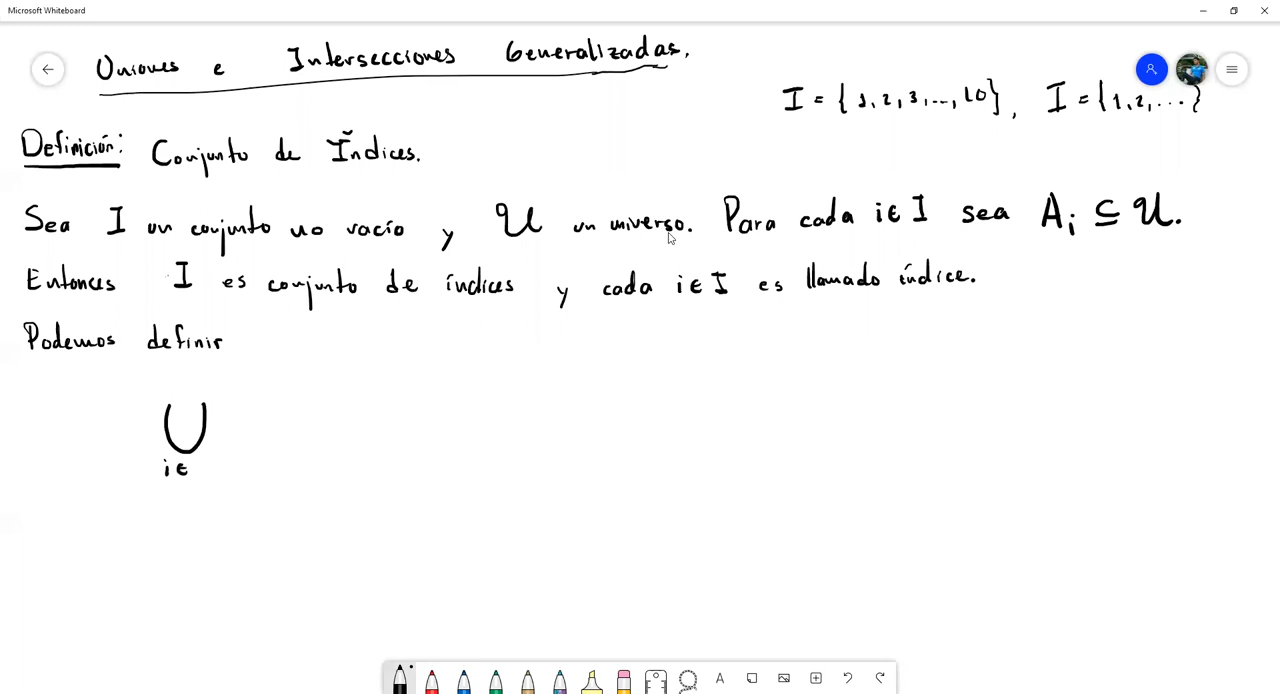 Microsoft Whiteboard
Uniones e Intersecciones Generalizadas.
I = {1, 2, 3, ..., 10}, I = {1, 2, ...}
Definición: Conjunto de Índices.
Sea I un conjunto no vacío y U un universo. Para cada i ∈ I sea A_i ⊆ U.
Entonces I es conjunto de índices y cada i ∈ I es llamado índice.
Podemos definir
⋃
i ∈
A